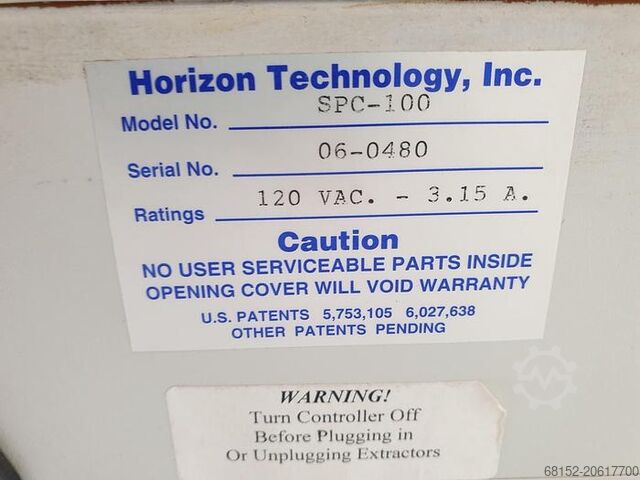 Horizon Technology, Inc.
Model No. SPC-100
Serial No. 06-0480
Ratings 120 VAC. - 3.15 A.
Caution
NO USER SERVICEABLE PARTS INSIDE
OPENING COVER WILL VOID WARRANTY
U.S. PATENTS 5,753,105 6,027,638
OTHER PATENTS PENDING
WARNING!
Turn Controller Off
Before Plugging in
Or Unplugging Extractors
68152-20617700